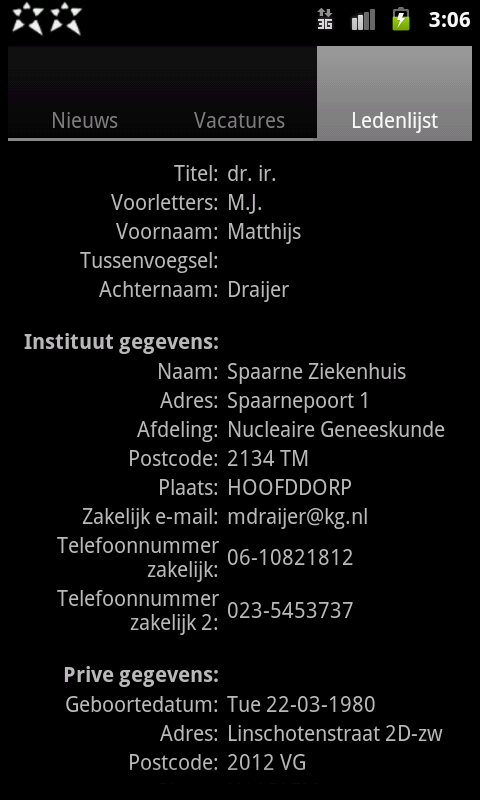 3G 3:06
Nieuws Vacatures Ledenlijst
Titel: dr. ir.
Voorletters: M.J.
Voornaam: Matthijs
Tussenvoegsel:
Achternaam: Draijer
Instituut gegevens:
Naam: Spaarne Ziekenhuis
Adres: Spaarnepoort 1
Afdeling: Nucleaire Geneeskunde
Postcode: 2134 TM
Plaats: HOOFDDORP
Zakelijk e-mail: mdraijer@kg.nl
Telefoonnummer
zakelijk: 06-10821812
Telefoonnummer
zakelijk 2: 023-5453737
Prive gegevens:
Geboortedatum: Tue 22-03-1980
Adres: Linschotenstraat 2D-zw
Postcode: 2012 VG